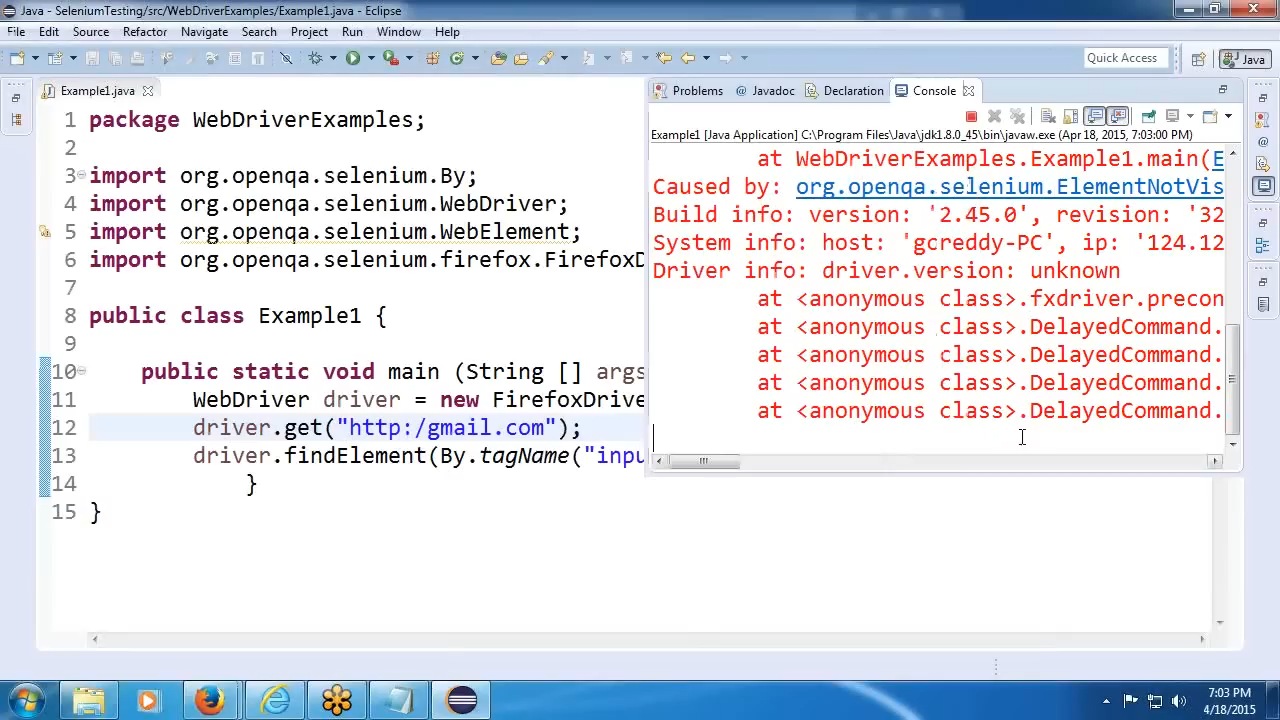 Java - SeleniumTesting/src/WebDriverExamples/Example1.java - Eclipse
File Edit Source Refactor Navigate Search Project Run Window Help
Quick Access
Java
Example1.java
1 package WebDriverExamples;
2
3 import org.openqa.selenium.By;
4 import org.openqa.selenium.WebDriver;
5 import org.openqa.selenium.WebElement;
6 import org.openqa.selenium.firefox.FirefoxD
7
8 public class Example1 {
9
10 public static void main (String [] args
11 WebDriver driver = new FirefoxDrive
12 driver.get("http:/gmail.com");
13 driver.findElement(By.tagName("inpu
14 }
15 }
Problems @ Javadoc Declaration Console
Example1 [Java Application] C:\Program Files\Java\jdk1.8.0_45\bin\javaw.exe (Apr 18, 2015, 7:03:00 PM)
at WebDriverExamples.Example1.main(E
Caused by: org.openqa.selenium.ElementNotVis
Build info: version: '2.45.0', revision: '32
System info: host: 'gcreddy-PC', ip: '124.12
Driver info: driver.version: unknown
at <anonymous class>.fxdriver.precon
at <anonymous class>.DelayedCommand.
at <anonymous class>.DelayedCommand.
at <anonymous class>.DelayedCommand.
at <anonymous class>.DelayedCommand.
7:03 PM
4/18/2015